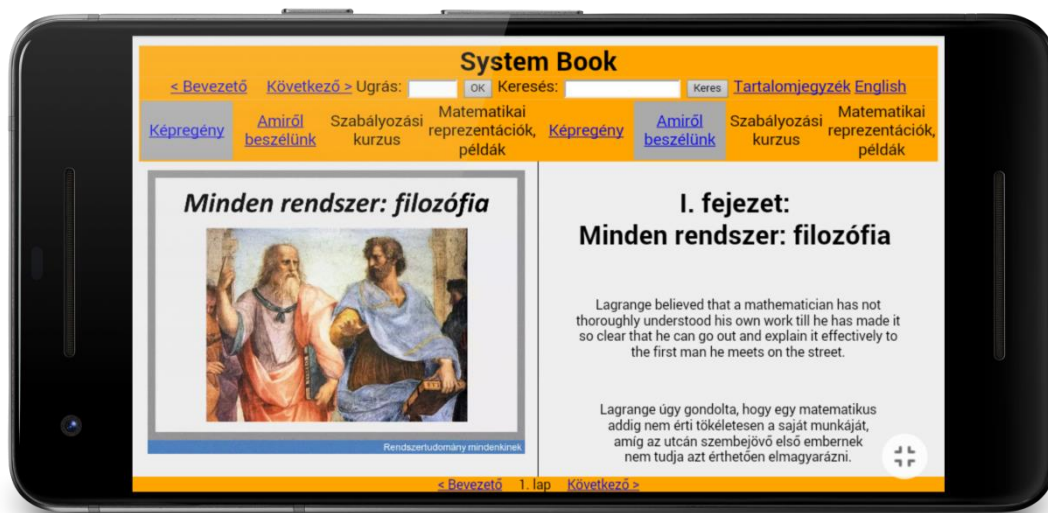 System Book
< Bevezető Következő > Ugrás: OK Keresés: Keres Tartalomjegyzék English
Képregény Amiről beszélünk Szabályozási kurzus Matematikai reprezentációk, példák Képregény Amiről beszélünk Szabályozási kurzus Matematikai reprezentációk, példák
Minden rendszer: filozófia
Rendszertudomány mindenkinek
I. fejezet:
Minden rendszer: filozófia
Lagrange believed that a mathematician has not
thoroughly understood his own work till he has made it
so clear that he can go out and explain it effectively to
the first man he meets on the street.
Lagrange úgy gondolta, hogy egy matematikus
addig nem érti tökéletesen a saját munkáját,
amíg az utcán szembejövő első embernek
nem tudja azt érthetően elmagyarázni.
< Bevezető 1. lap Következő >